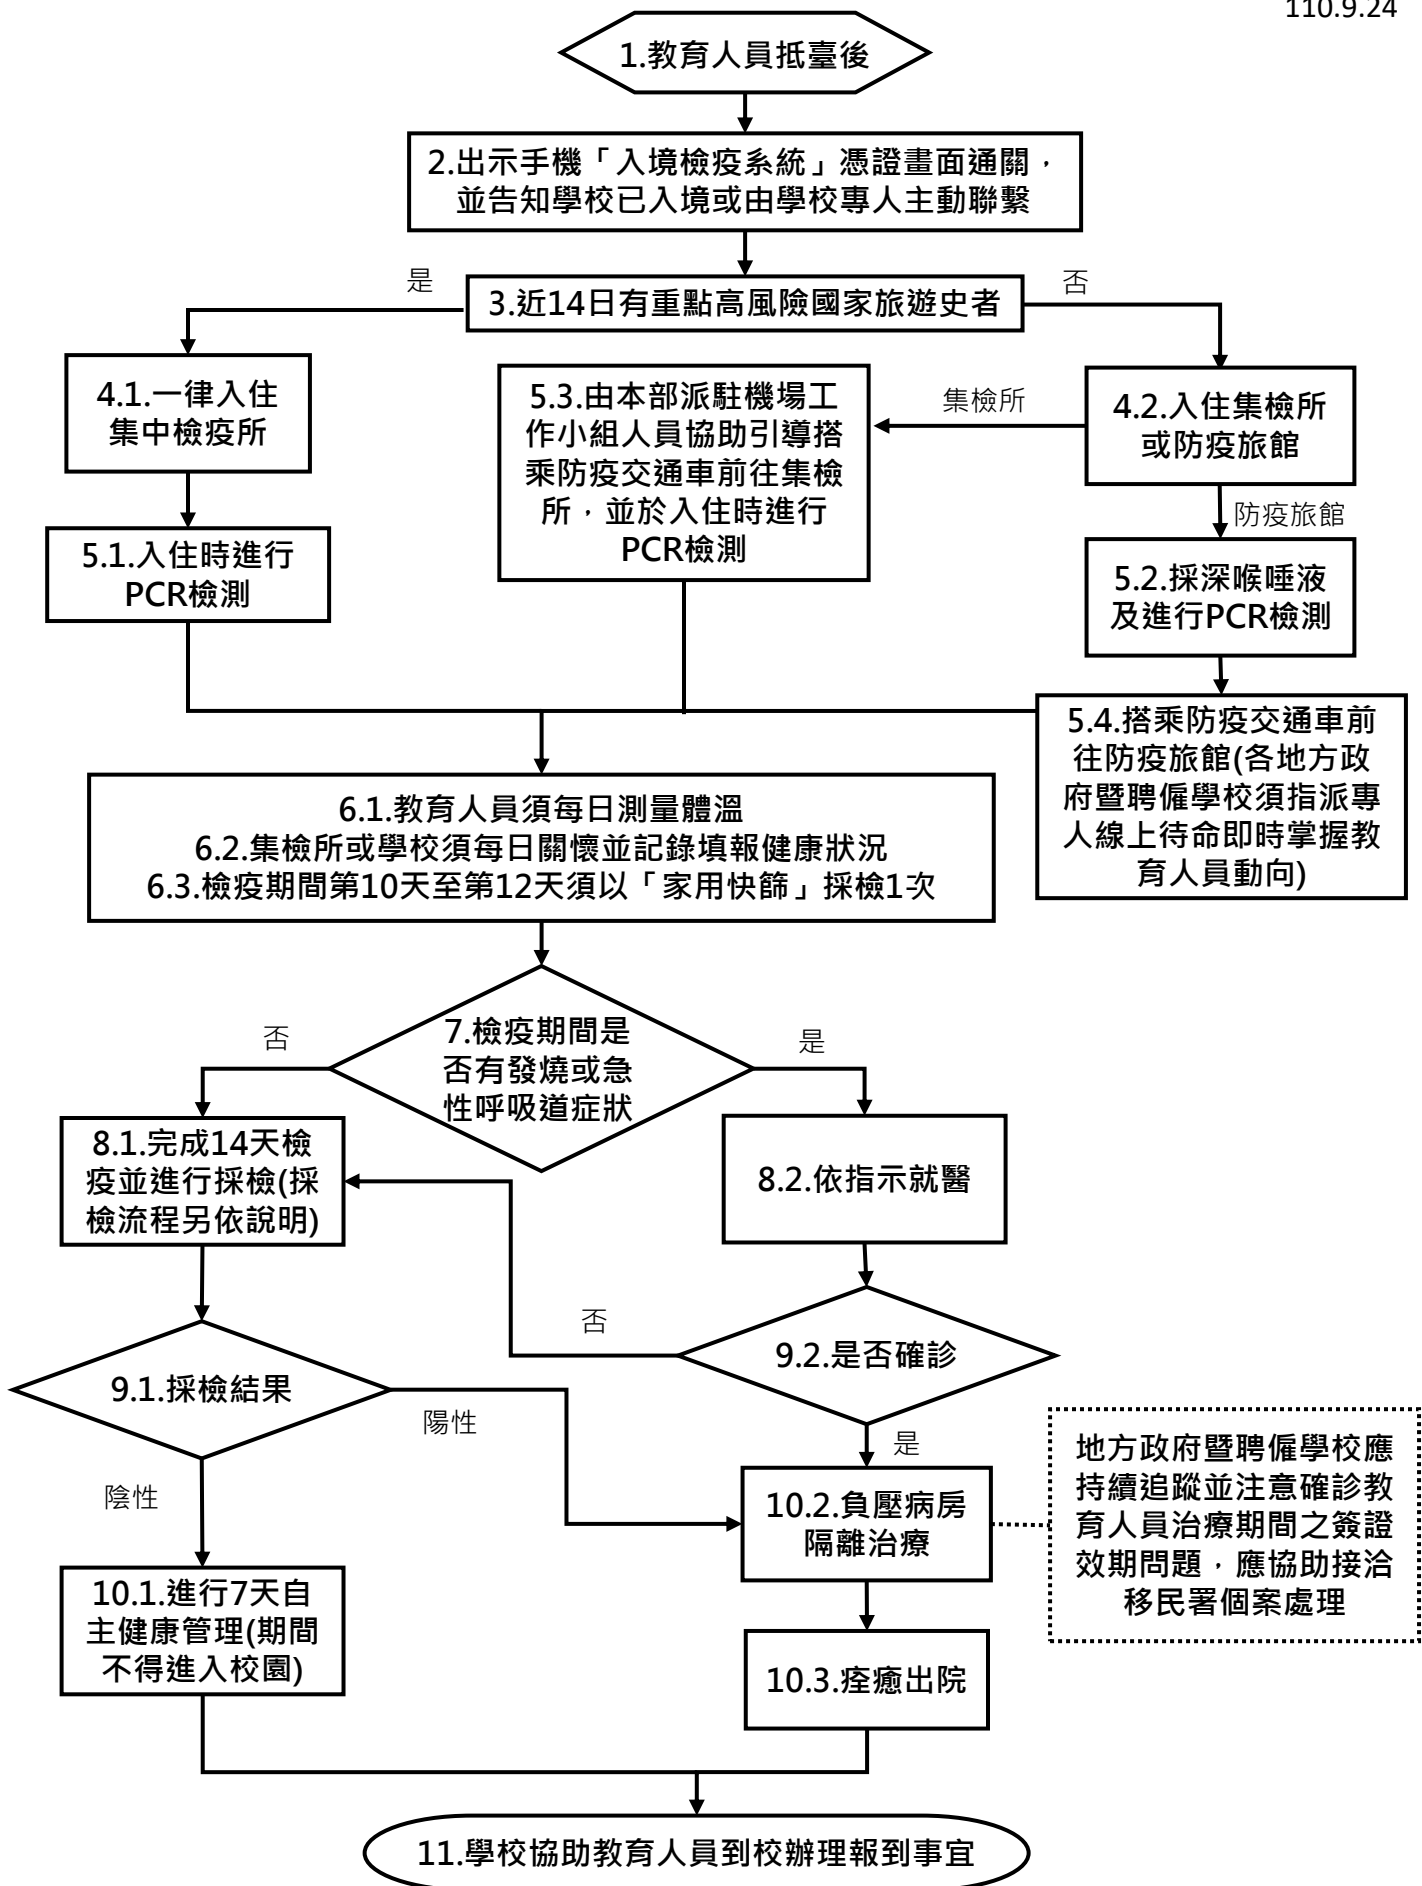 110.9.24
1.教育人員抵臺後
2.出示手機「入境檢疫系統」憑證畫面通關，
並告知學校已入境或由學校專人主動聯繫
是
否
3.近14日有重點高風險國家旅遊史者
4.1.一律入住
集中檢疫所
5.3.由本部派駐機場工
作小組人員協助引導搭
乘防疫交通車前往集檢
所，並於入住時進行
PCR檢測
集檢所
4.2.入住集檢所
或防疫旅館
防疫旅館
5.1.入住時進行
PCR檢測
5.2.採深喉唾液
及進行PCR檢測
5.4.搭乘防疫交通車前
往防疫旅館(各地方政
府暨聘僱學校須指派專
人線上待命即時掌握教
育人員動向)
6.1.教育人員須每日測量體溫
6.2.集檢所或學校須每日關懷並記錄填報健康狀況
6.3.檢疫期間第10天至第12天須以「家用快篩」採檢1次
否
7.檢疫期間是
否有發燒或急
性呼吸道症狀
是
8.1.完成14天檢
疫並進行採檢(採
檢流程另依說明)
8.2.依指示就醫
否
9.2.是否確診
9.1.採檢結果
陽性
是
陰性
10.2.負壓病房
隔離治療
地方政府暨聘僱學校應
持續追蹤並注意確診教
育人員治療期間之簽證
效期問題，應協助接洽
移民署個案處理
10.1.進行7天自
主健康管理(期間
不得進入校園)
10.3.痊癒出院
11.學校協助教育人員到校辦理報到事宜